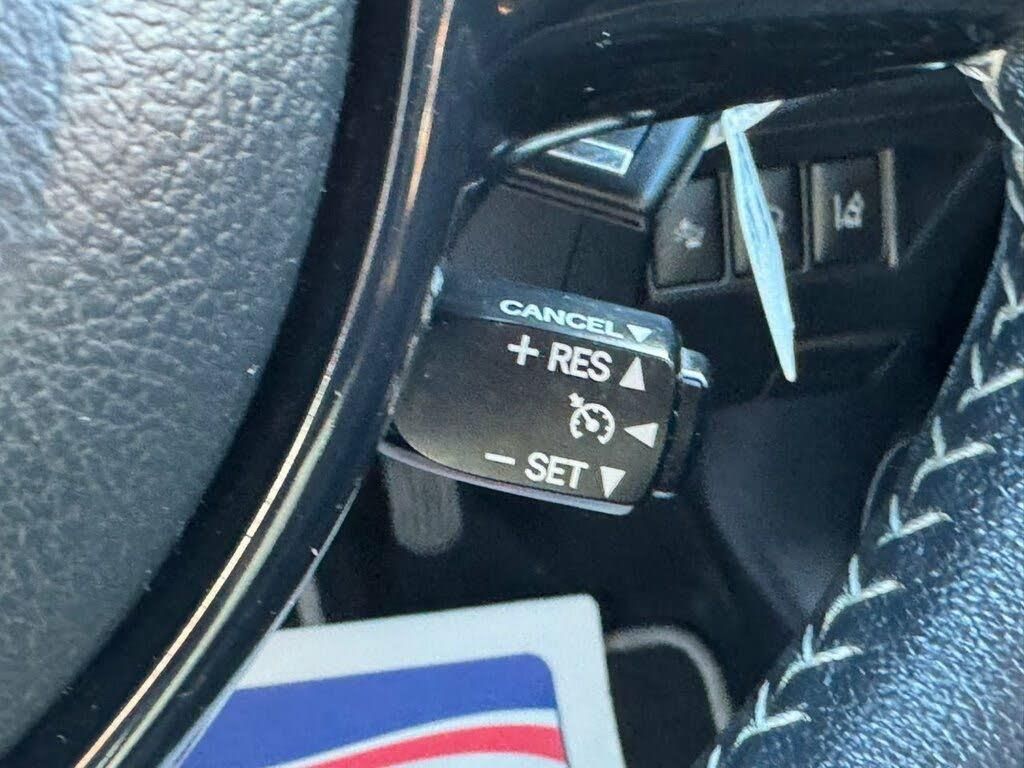 CANCEL▼
+ RES ▲
◀
− SET ▼